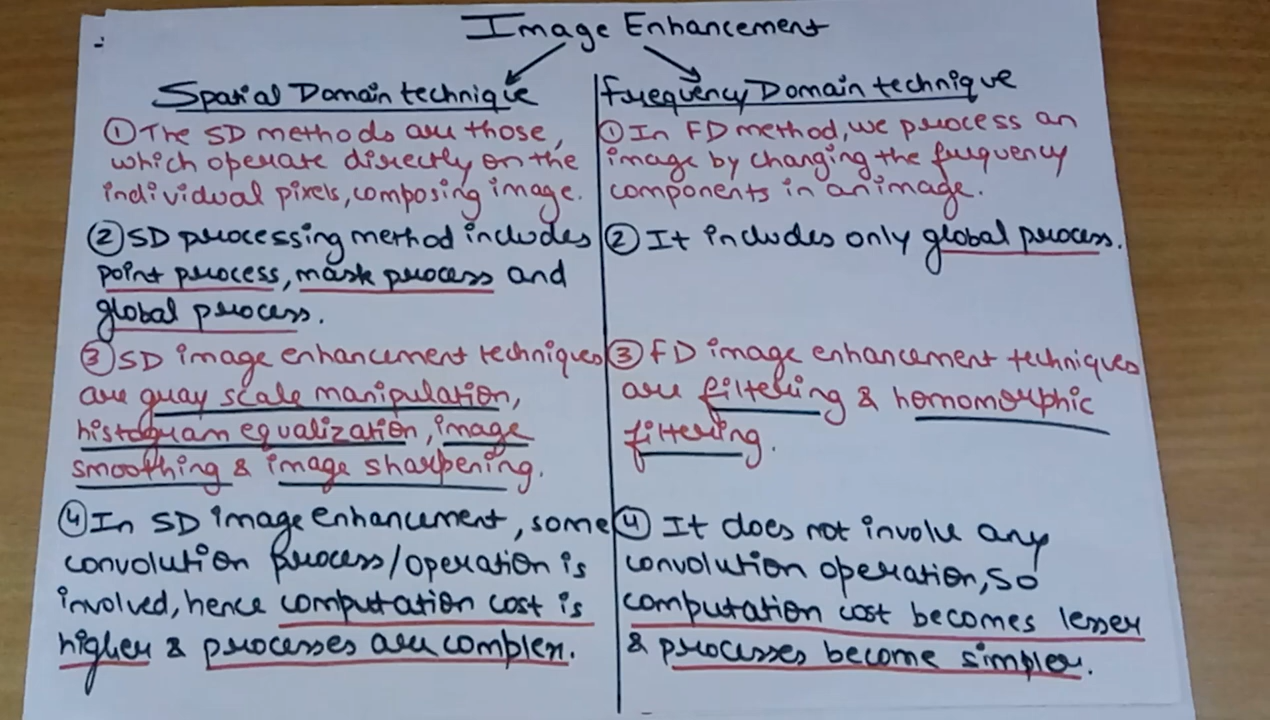 Image Enhancement
Spatial Domain technique
① The SD methods are those,
which operate directly on the
individual pixels, composing image.
② SD processing method includes
point process, mask process and
global process.
③ SD image enhancement techniques
are gray scale manipulation,
histogram equalization, image
smoothing & image sharpening.
④ In SD image enhancement, some
convolution process/operation is
involved, hence computation cost is
higher & processes are complex.
Frequency Domain technique
① In FD method, we process an
image by changing the frequency
components in an image.
② It includes only global process.
③ FD image enhancement techniques
are filtering & homomorphic
filtering.
④ It does not involve any
convolution operation, so
computation cost becomes lesser
& processes become simpler.